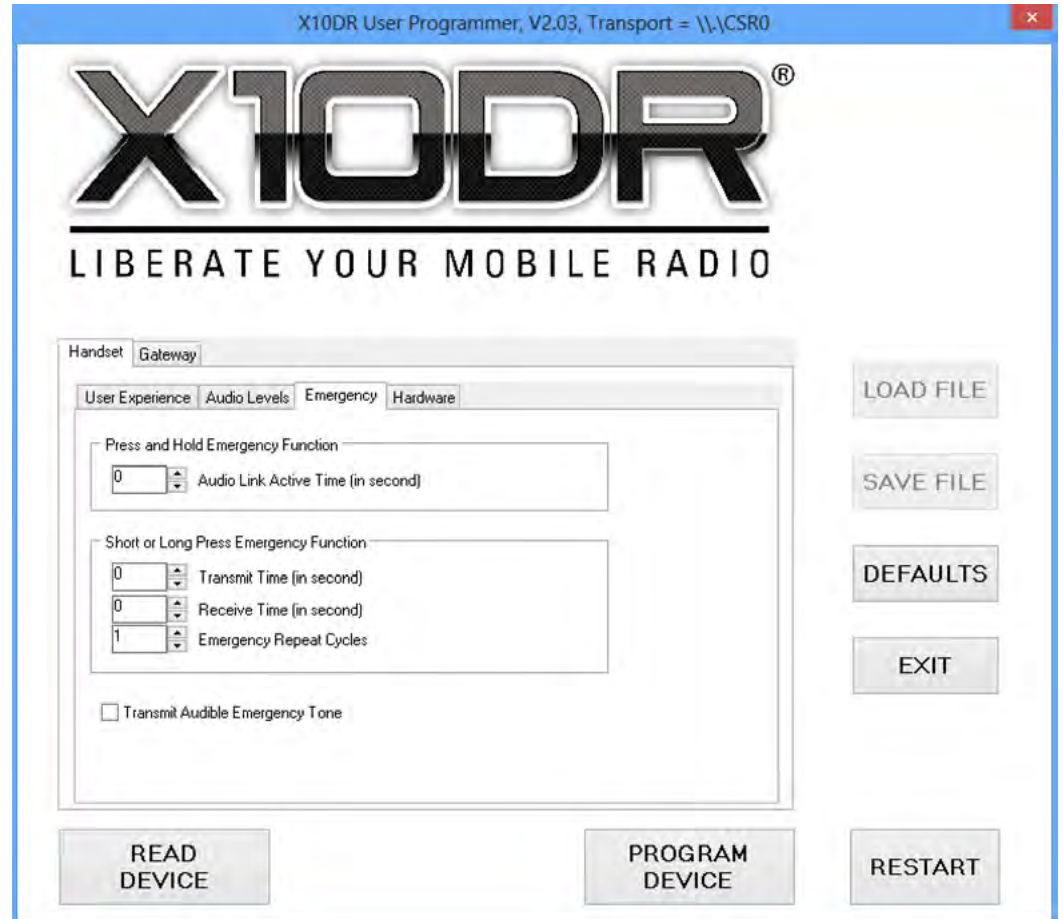 X10DR User Programmer, V2.03, Transport = \\.\CSR0
X10DR®
LIBERATE YOUR MOBILE RADIO
Handset Gateway
User Experience Audio Levels Emergency Hardware
Press and Hold Emergency Function
0 Audio Link Active Time (in second)
Short or Long Press Emergency Function
0 Transmit Time (in second)
0 Receive Time (in second)
1 Emergency Repeat Cycles
Transmit Audible Emergency Tone
LOAD FILE
SAVE FILE
DEFAULTS
EXIT
READ
DEVICE
PROGRAM
DEVICE
RESTART